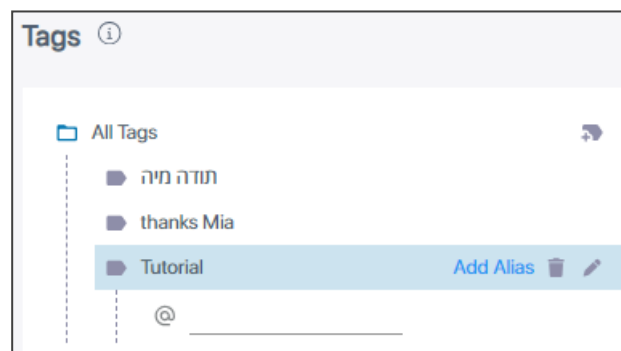 Tags
All Tags
תודה מיה
thanks Mia
Tutorial Add Alias
@